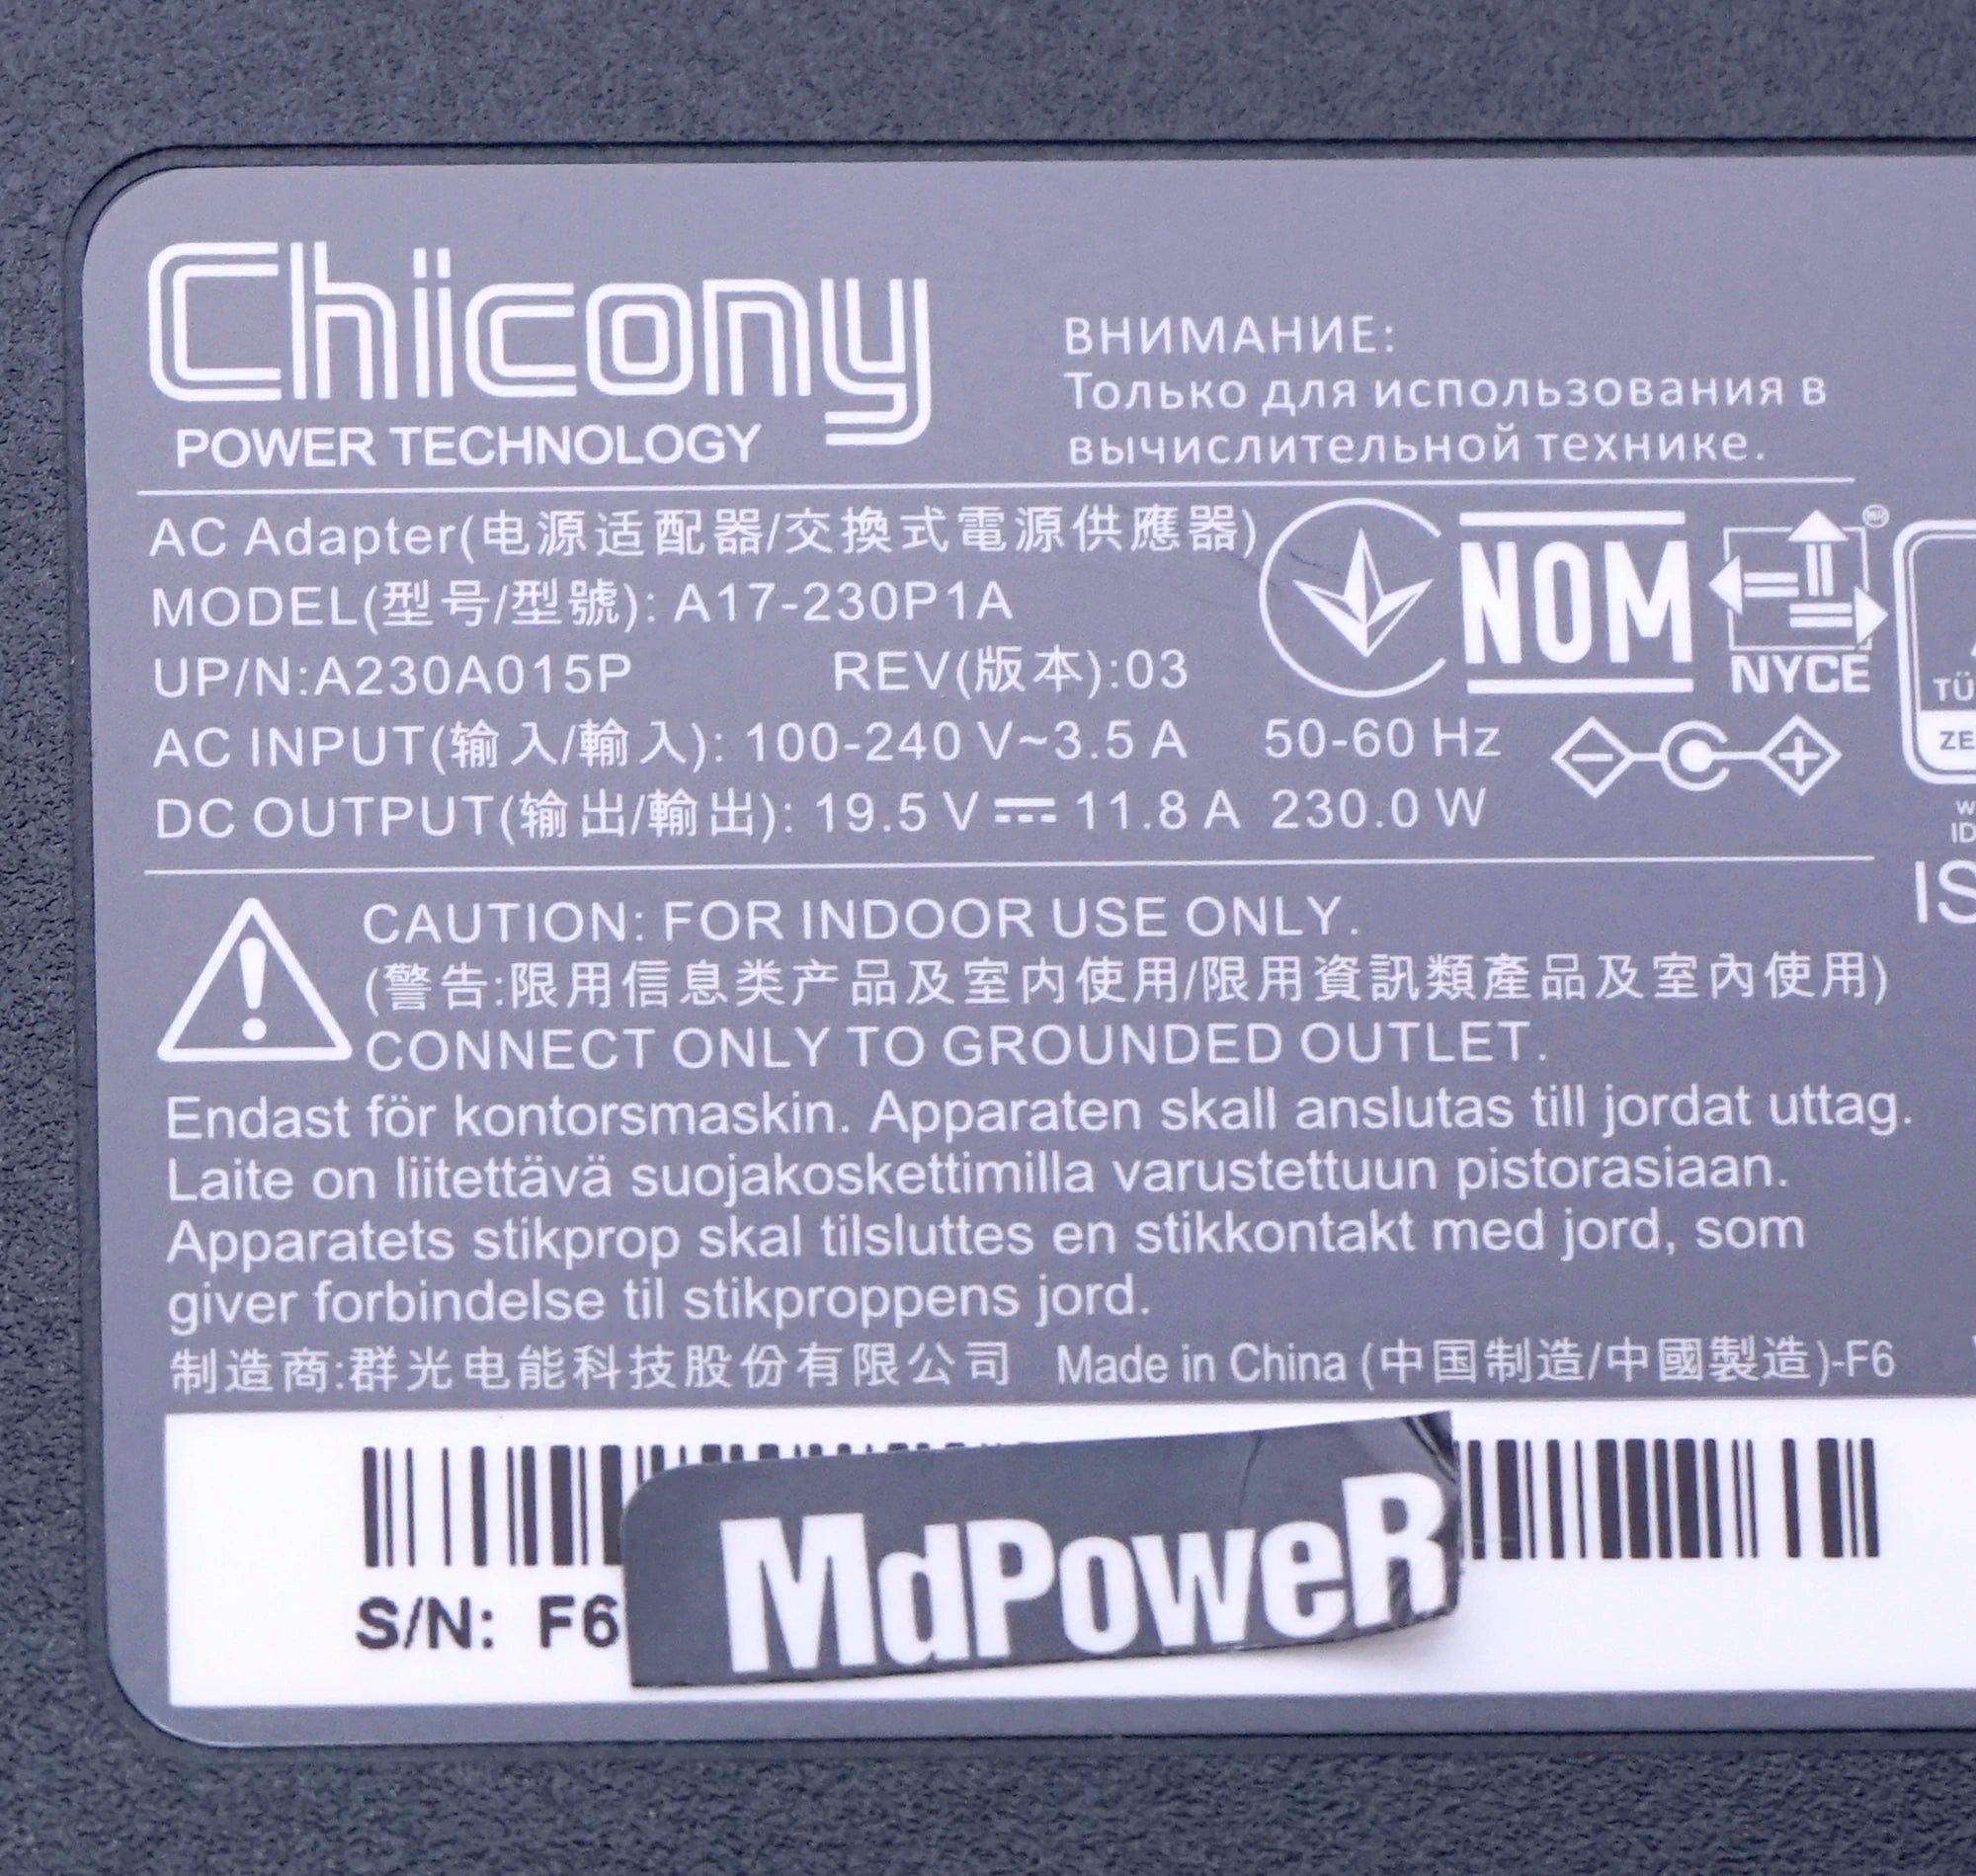 Chicony
POWER TECHNOLOGY
ВНИМАНИЕ:
Только для использования в
вычислительной технике.
AC Adapter(电源适配器/交換式電源供應器)
MODEL(型号/型號): A17-230P1A
UP/N:A230A015P REV(版本):03
AC INPUT(输入/輸入): 100-240 V~3.5 A 50-60 Hz
DC OUTPUT(输出/輸出): 19.5 V⎓11.8 A 230.0 W
NOM
NYCE
TÜ
ZE
ID
IS
CAUTION: FOR INDOOR USE ONLY.
(警告:限用信息类产品及室内使用/限用資訊類產品及室內使用)
CONNECT ONLY TO GROUNDED OUTLET.
Endast för kontorsmaskin. Apparaten skall anslutas till jordat uttag.
Laite on liitettävä suojakoskettimilla varustettuun pistorasiaan.
Apparatets stikprop skal tilsluttes en stikkontakt med jord, som
giver forbindelse til stikproppens jord.
制造商:群光电能科技股份有限公司 Made in China (中国制造/中國製造)-F6
S/N: F6
MdPoweR